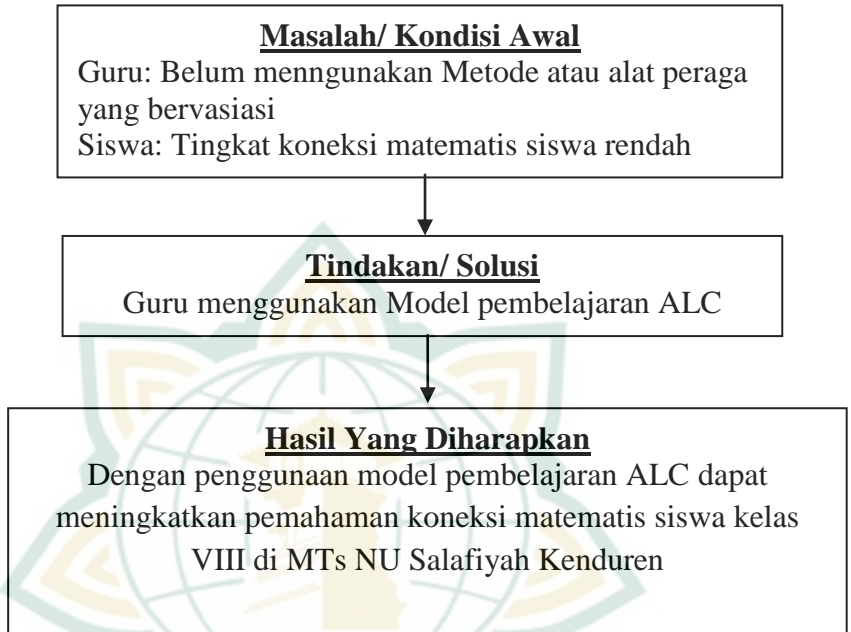 Masalah/ Kondisi Awal
Guru: Belum menngunakan Metode atau alat peraga
yang bervasiasi
Siswa: Tingkat koneksi matematis siswa rendah
Tindakan/ Solusi
Guru menggunakan Model pembelajaran ALC
Hasil Yang Diharapkan
Dengan penggunaan model pembelajaran ALC dapat
meningkatkan pemahaman koneksi matematis siswa kelas
VIII di MTs NU Salafiyah Kenduren